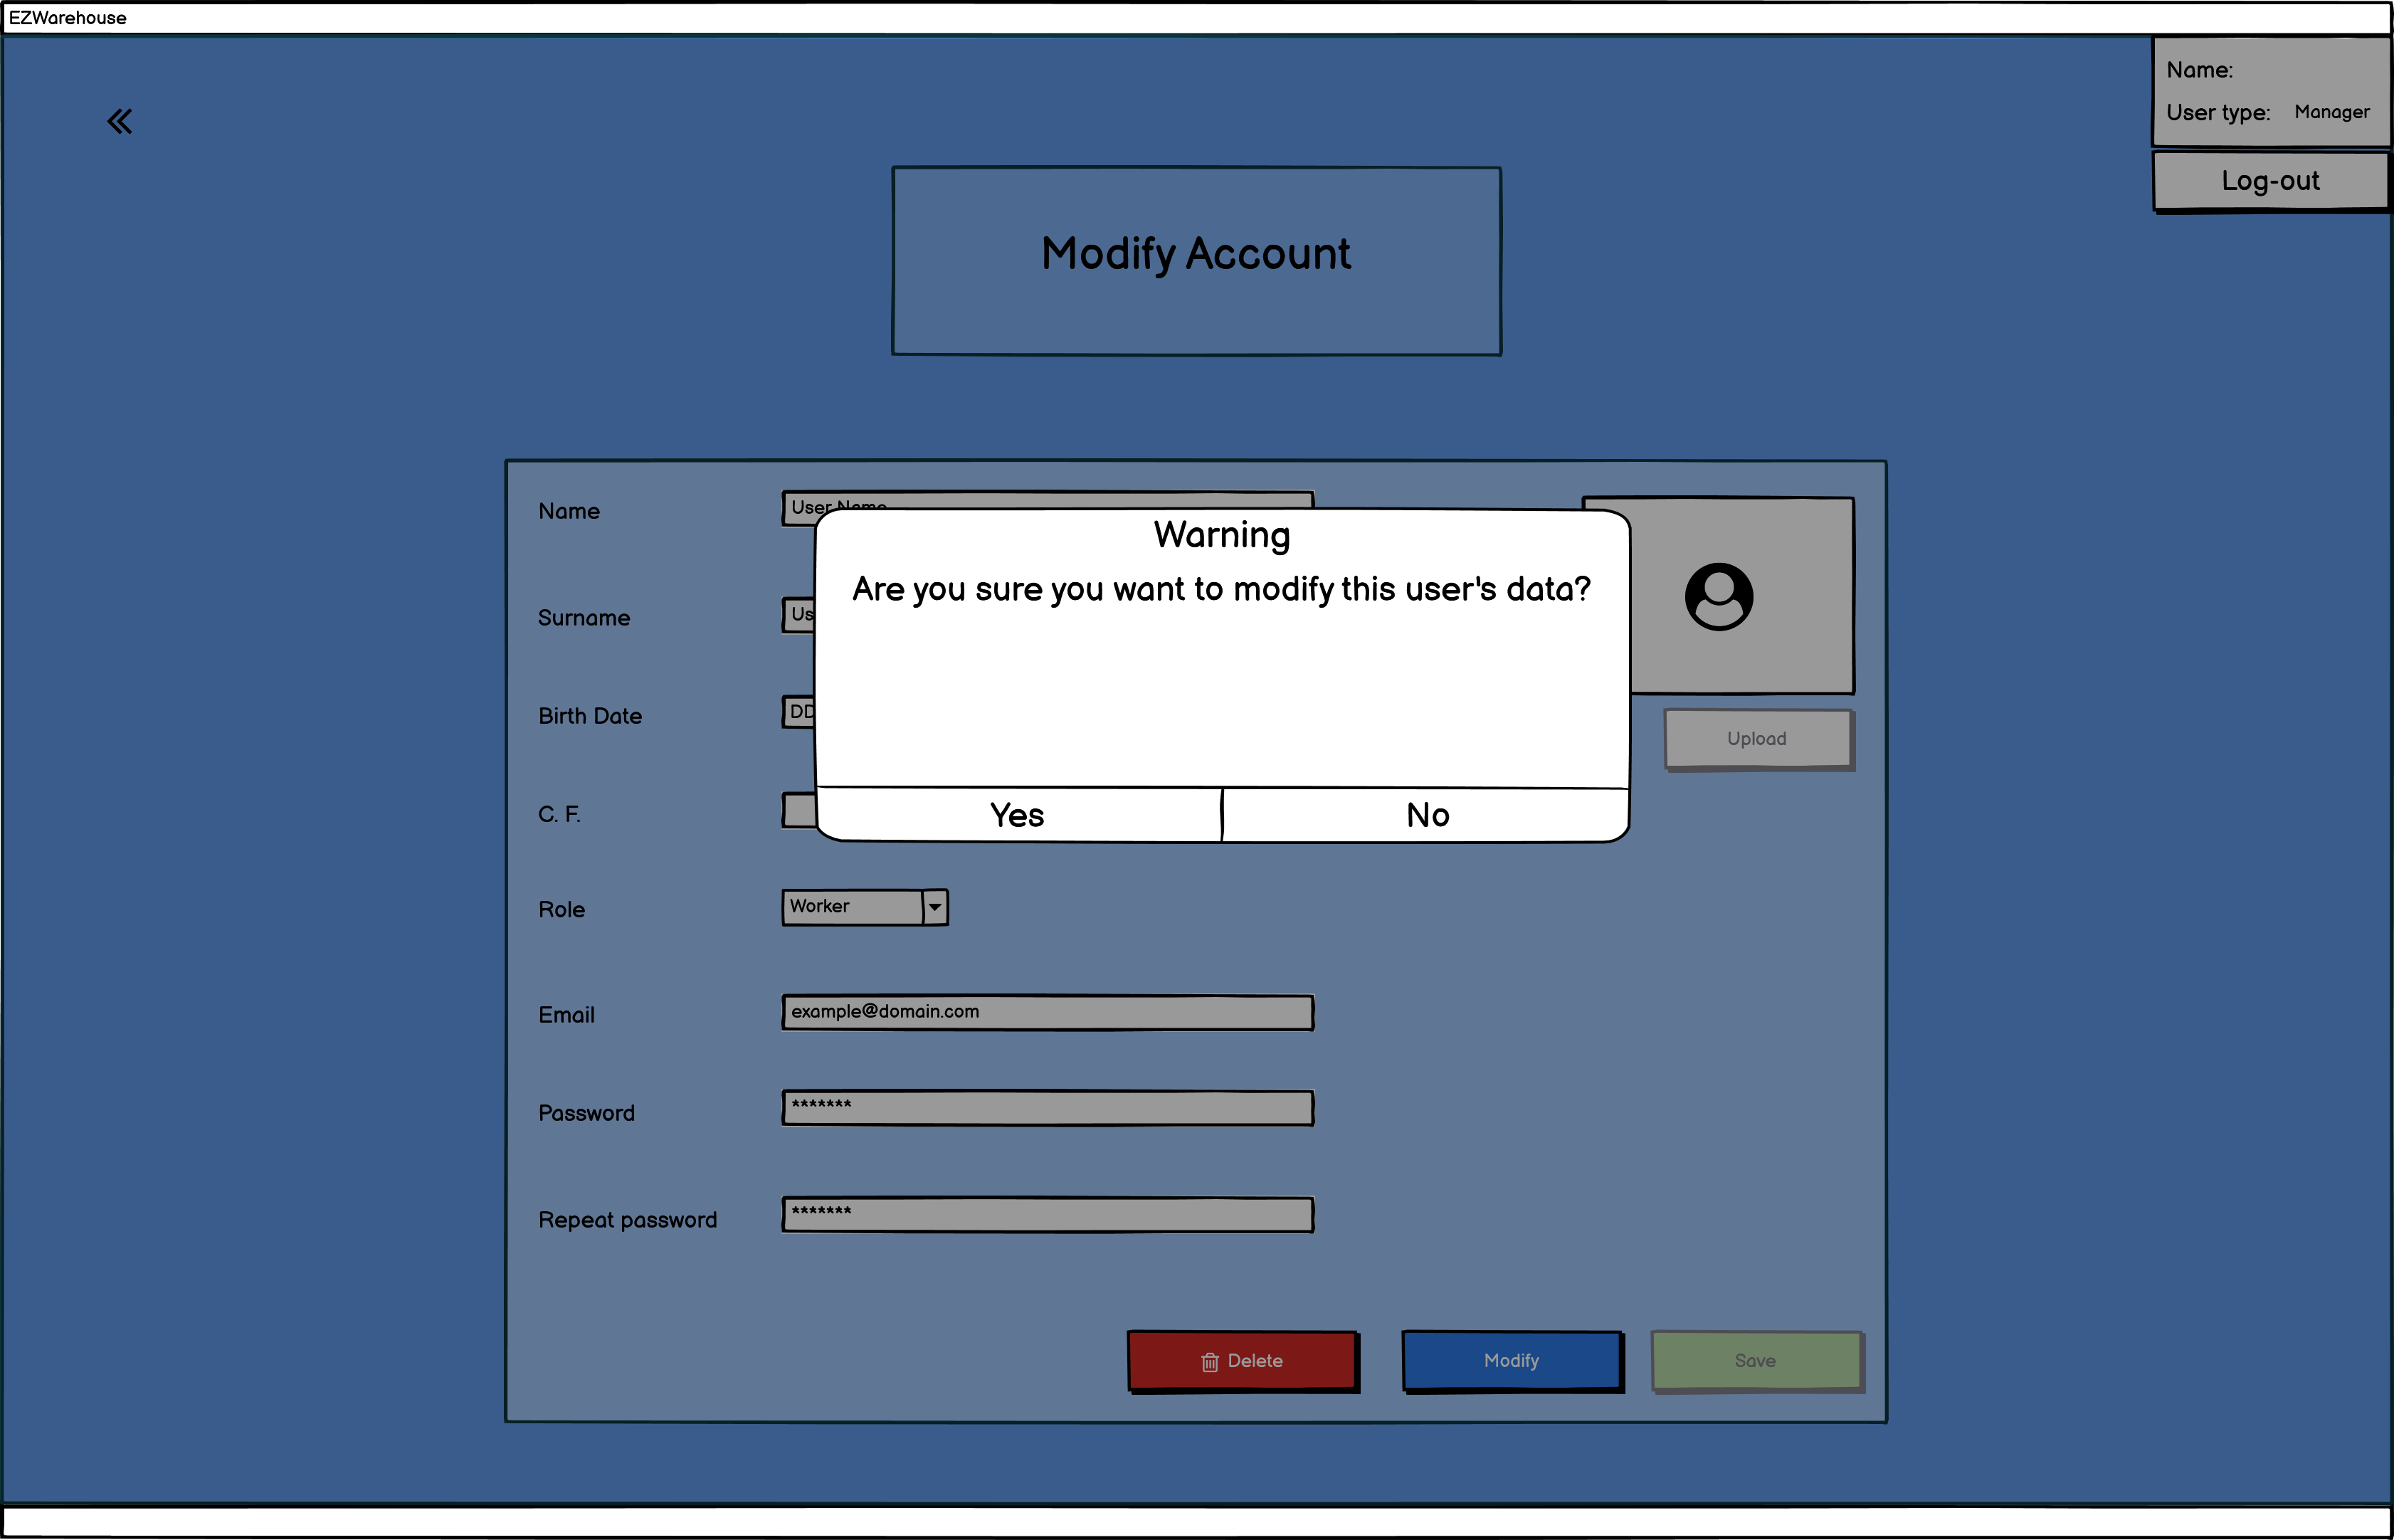 EZWarehouse
Name:
User type: Manager
Log-out
Modify Account
Name User Name
Warning
Are you sure you want to modify this user's data?
Surname Us
Birth Date DD
Upload
C. F.
Yes No
Role Worker
Email example@domain.com
Password *******
Repeat password *******
Delete Modify Save